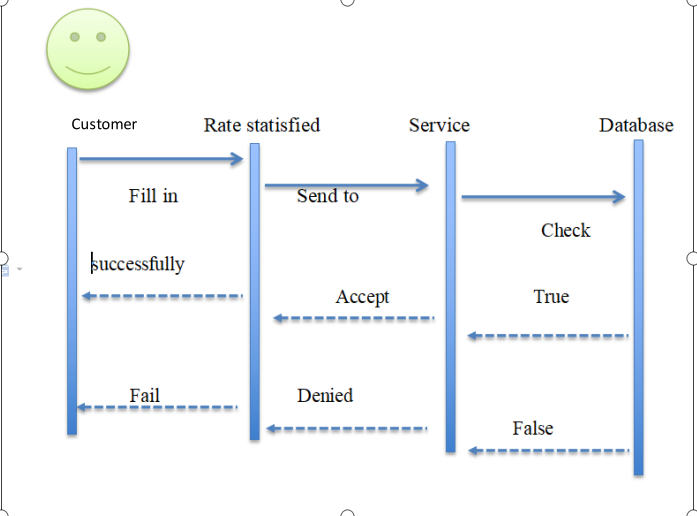 Customer
Rate statisfied
Service
Database
Fill in
Send to
Check
successfully
Accept
True
Fail
Denied
False